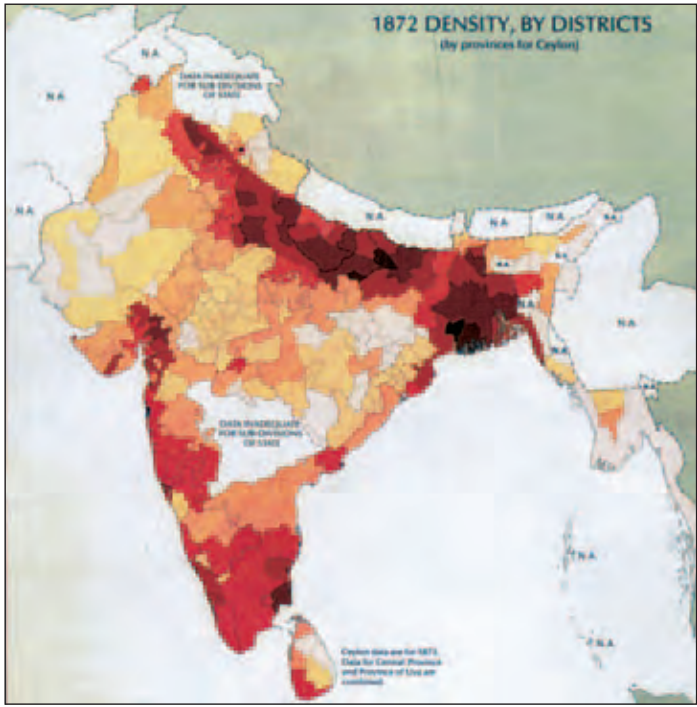 1872 DENSITY, BY DISTRICTS
(by provinces for Ceylon)
N A
DATA INADEQUATE
FOR SUB-DIVISIONS
OF STATE
N A
N A
N A
N A
N A
N.A.
N.A.
N.A.
N A
N A
N A
N.A.
DATA INADEQUATE
FOR SUB-DIVISIONS
OF STATE
N.A.
N.A.
Ceylon data are for 1871.
Data for Central Province
and Province of Uva are
combined.